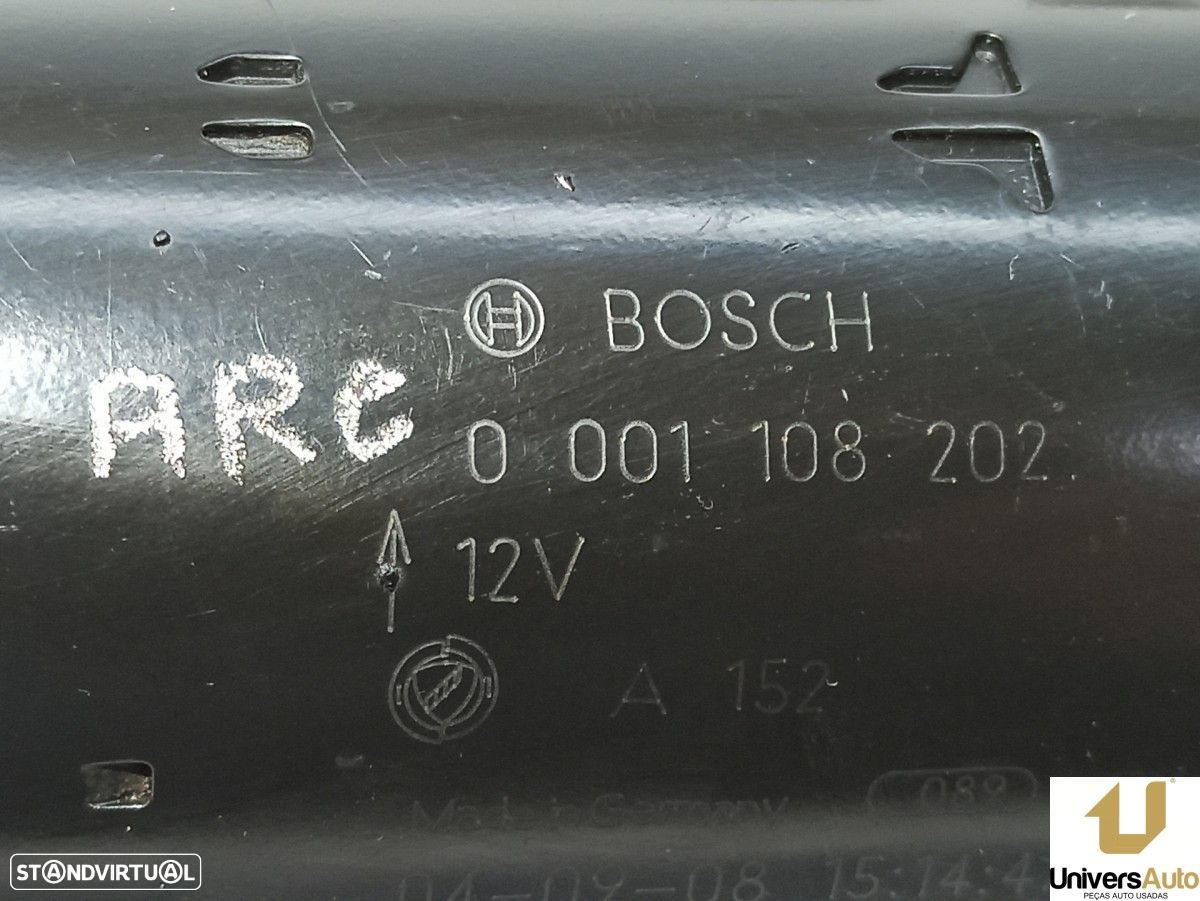 BOSCH
ARC
0 001 108 202
12V
A 152
Made in Germany
089
04-09-08 15:14:4
STANDVIRTUAL
UniversAuto
PEÇAS AUTO USADAS